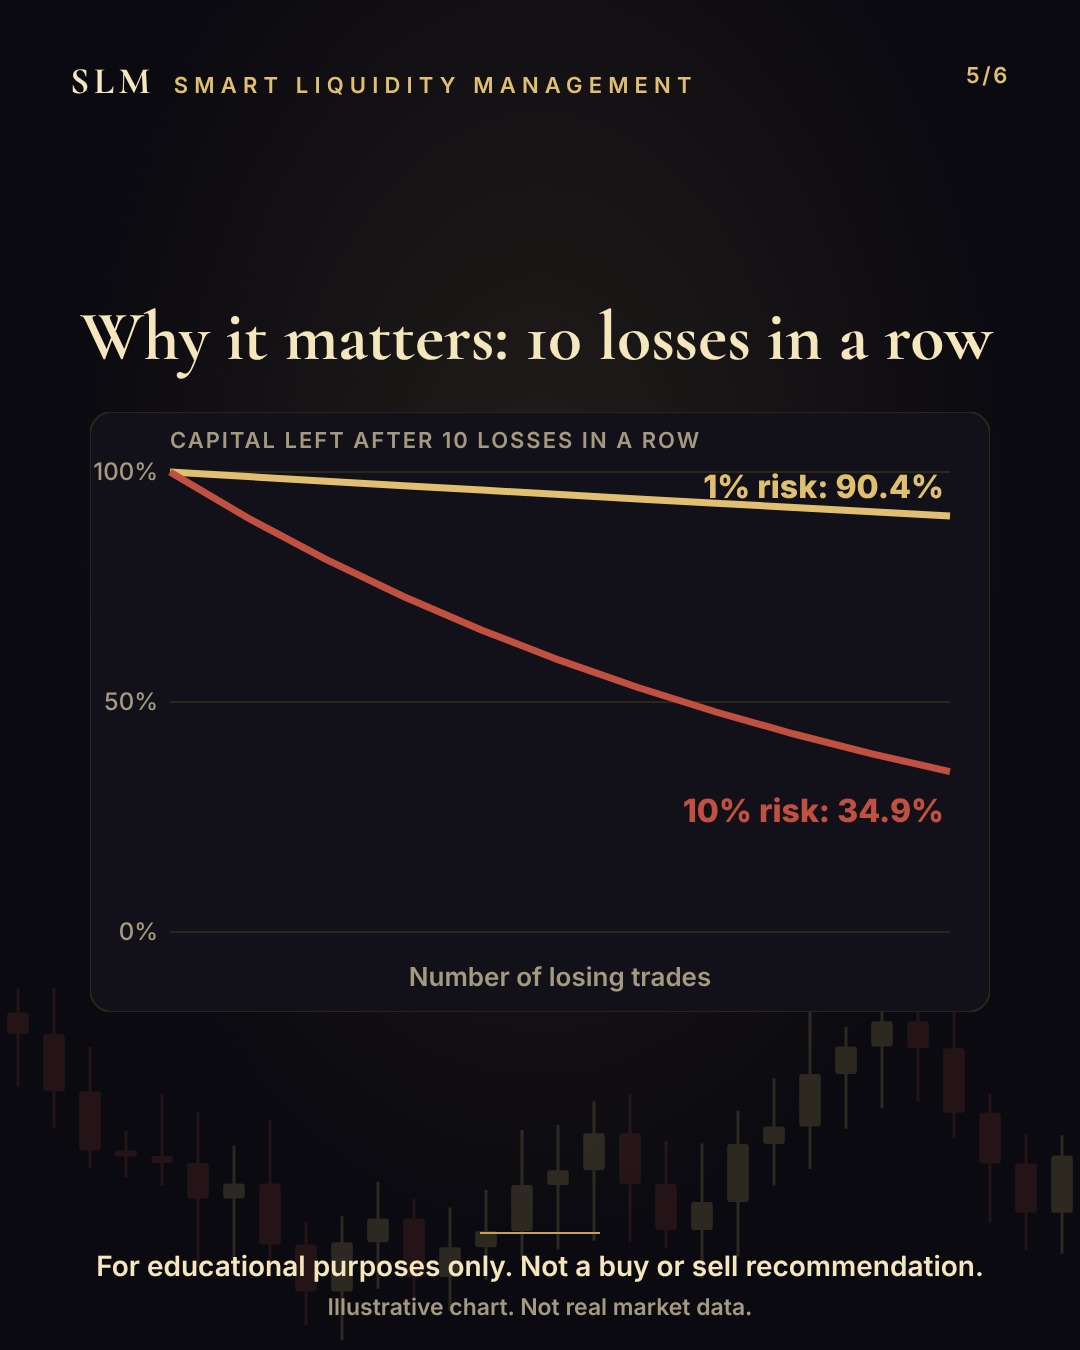 SLM SMART LIQUIDITY MANAGEMENT
5/6
Why it matters: 10 losses in a row
CAPITAL LEFT AFTER 10 LOSSES IN A ROW
100%
1% risk: 90.4%
50%
10% risk: 34.9%
0%
Number of losing trades
For educational purposes only. Not a buy or sell recommendation.
Illustrative chart. Not real market data.